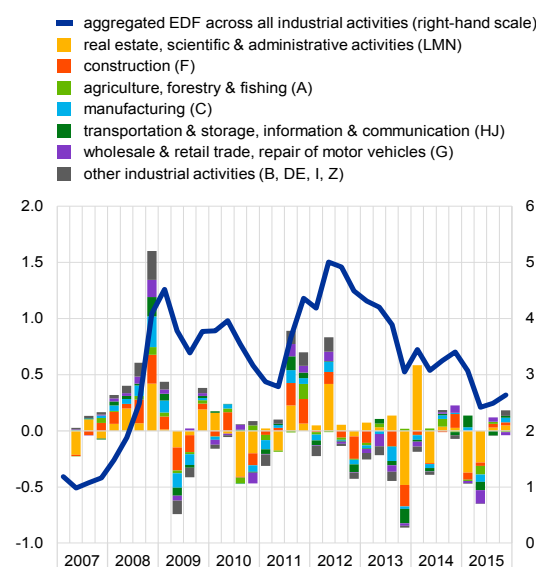 aggregated EDF across all industrial activities (right-hand scale)
real estate, scientific & administrative activities (LMN)
construction (F)
agriculture, forestry & fishing (A)
manufacturing (C)
transportation & storage, information & communication (HJ)
wholesale & retail trade, repair of motor vehicles (G)
other industrial activities (B, DE, I, Z)
2.0 6
1.5 5
1.0 4
0.5 3
0.0 2
-0.5 1
-1.0 0
2007 2008 2009 2010 2011 2012 2013 2014 2015